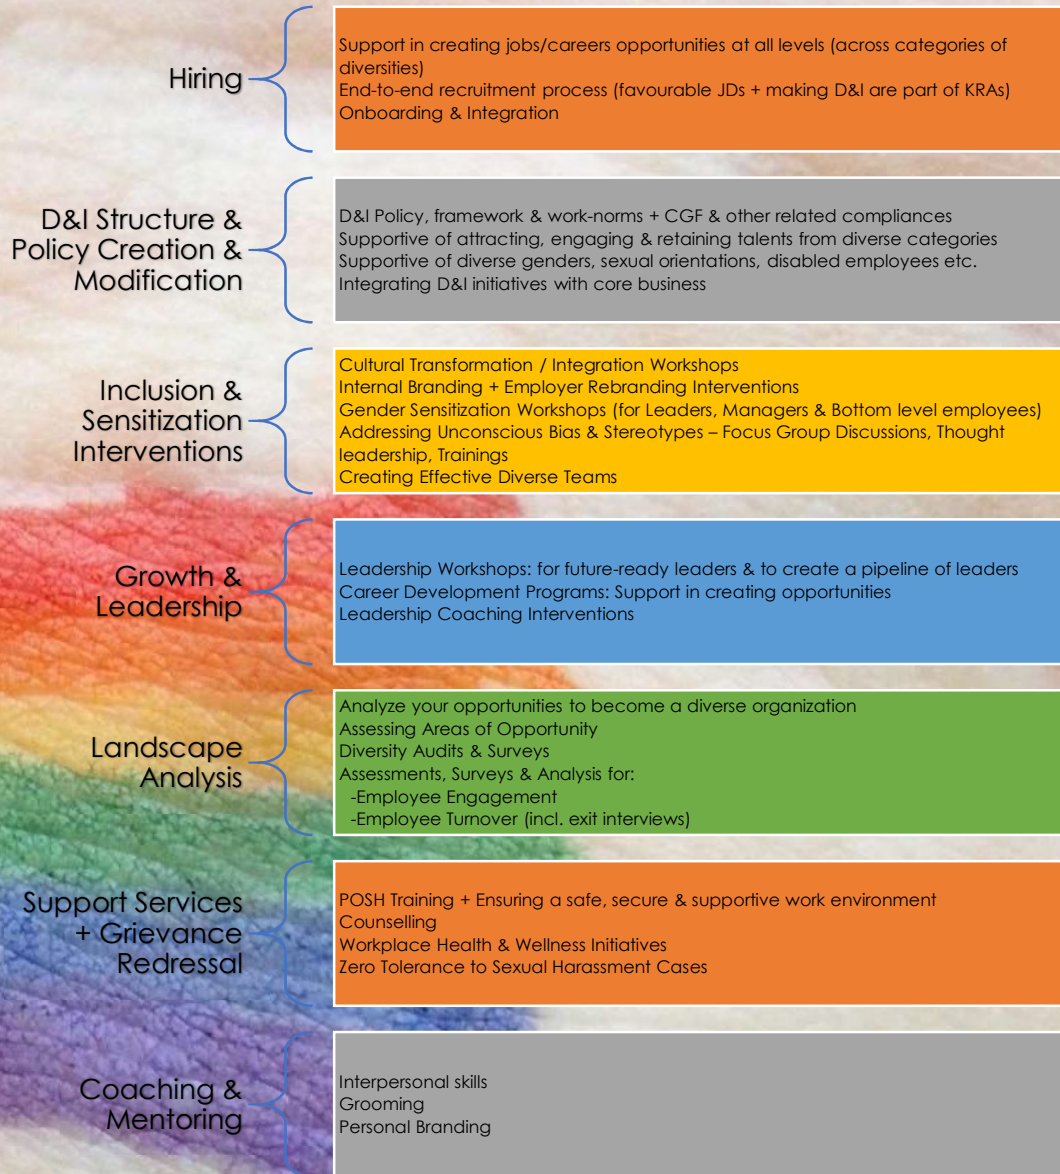 Hiring
Support in creating jobs/careers opportunities at all levels (across categories of
diversities)
End-to-end recruitment process (favourable JDs + making D&I are part of KRAs)
Onboarding & Integration
D&I Structure &
Policy Creation &
Modification
D&I Policy, framework & work-norms + CGF & other related compliances
Supportive of attracting, engaging & retaining talents from diverse categories
Supportive of diverse genders, sexual orientations, disabled employees etc.
Integrating D&I initiatives with core business
Inclusion &
Sensitization
Interventions
Cultural Transformation / Integration Workshops
Internal Branding + Employer Rebranding Interventions
Gender Sensitization Workshops (for Leaders, Managers & Bottom level employees)
Addressing Unconscious Bias & Stereotypes – Focus Group Discussions, Thought
leadership, Trainings
Creating Effective Diverse Teams
Growth &
Leadership
Leadership Workshops: for future-ready leaders & to create a pipeline of leaders
Career Development Programs: Support in creating opportunities
Leadership Coaching Interventions
Landscape
Analysis
Analyze your opportunities to become a diverse organization
Assessing Areas of Opportunity
Diversity Audits & Surveys
Assessments, Surveys & Analysis for:
-Employee Engagement
-Employee Turnover (incl. exit interviews)
Support Services
+ Grievance
Redressal
POSH Training + Ensuring a safe, secure & supportive work environment
Counselling
Workplace Health & Wellness Initiatives
Zero Tolerance to Sexual Harassment Cases
Coaching &
Mentoring
Interpersonal skills
Grooming
Personal Branding